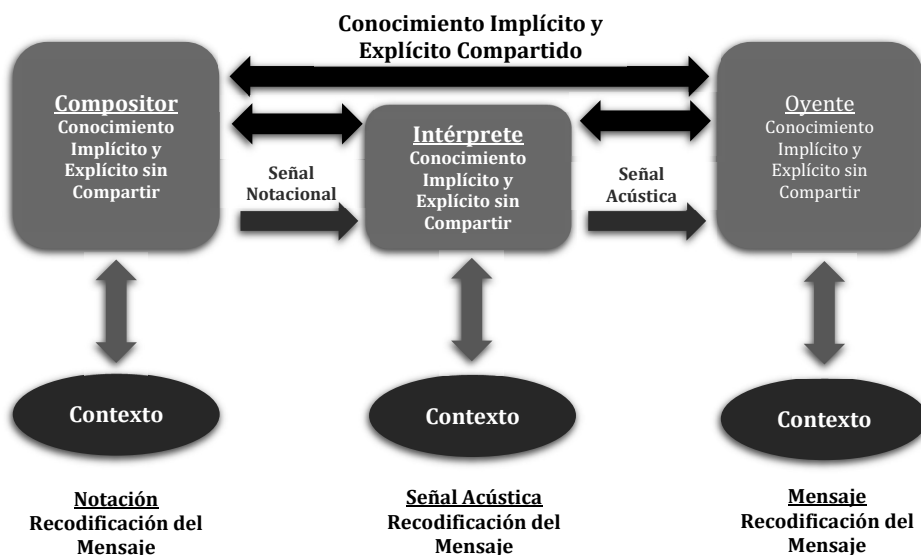 Conocimiento Implícito y
Explícito Compartido
Compositor
Conocimiento
Implícito y
Explícito sin
Compartir
Señal
Notacional
Intérprete
Conocimiento
Implícito y
Explícito sin
Compartir
Señal
Acústica
Oyente
Conocimiento
Implícito y
Explícito sin
Compartir
Contexto
Contexto
Contexto
Notación
Recodificación del
Mensaje
Señal Acústica
Recodificación del
Mensaje
Mensaje
Recodificación del
Mensaje